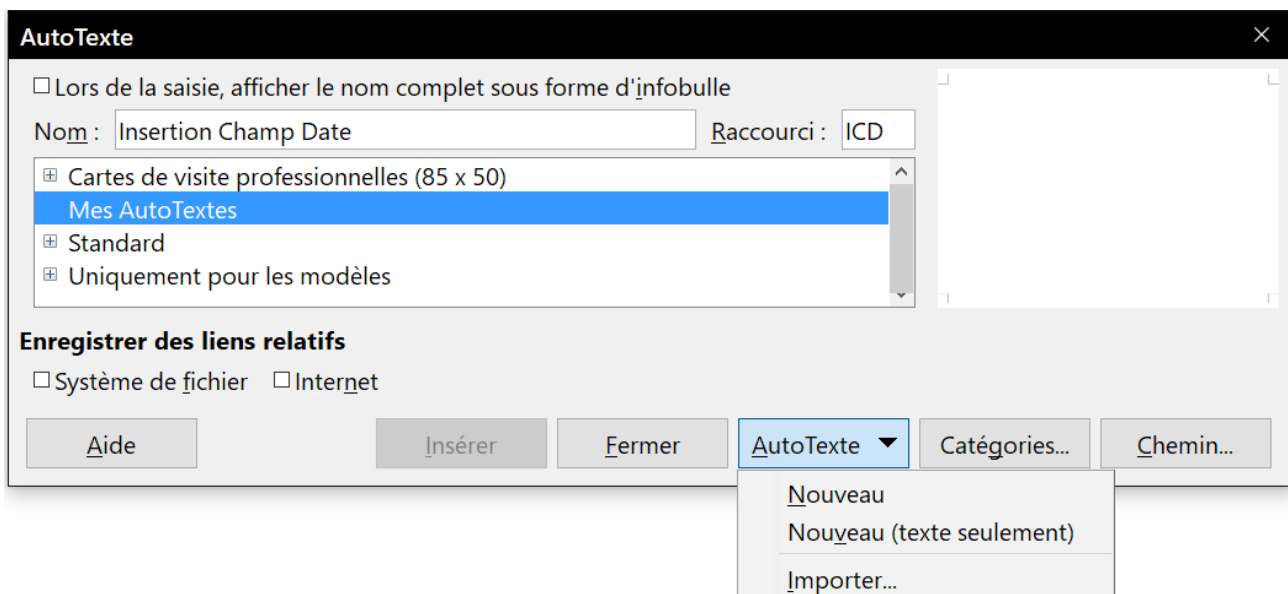 AutoTexte
Lors de la saisie, afficher le nom complet sous forme d'infobulle
Nom : Insertion Champ Date Raccourci : ICD
Cartes de visite professionnelles (85 x 50)
Mes AutoTextes
Standard
Uniquement pour les modèles
Enregistrer des liens relatifs
Système de fichier Internet
Aide Insérer Fermer AutoTexte Catégories... Chemin...
Nouveau
Nouveau (texte seulement)
Importer...